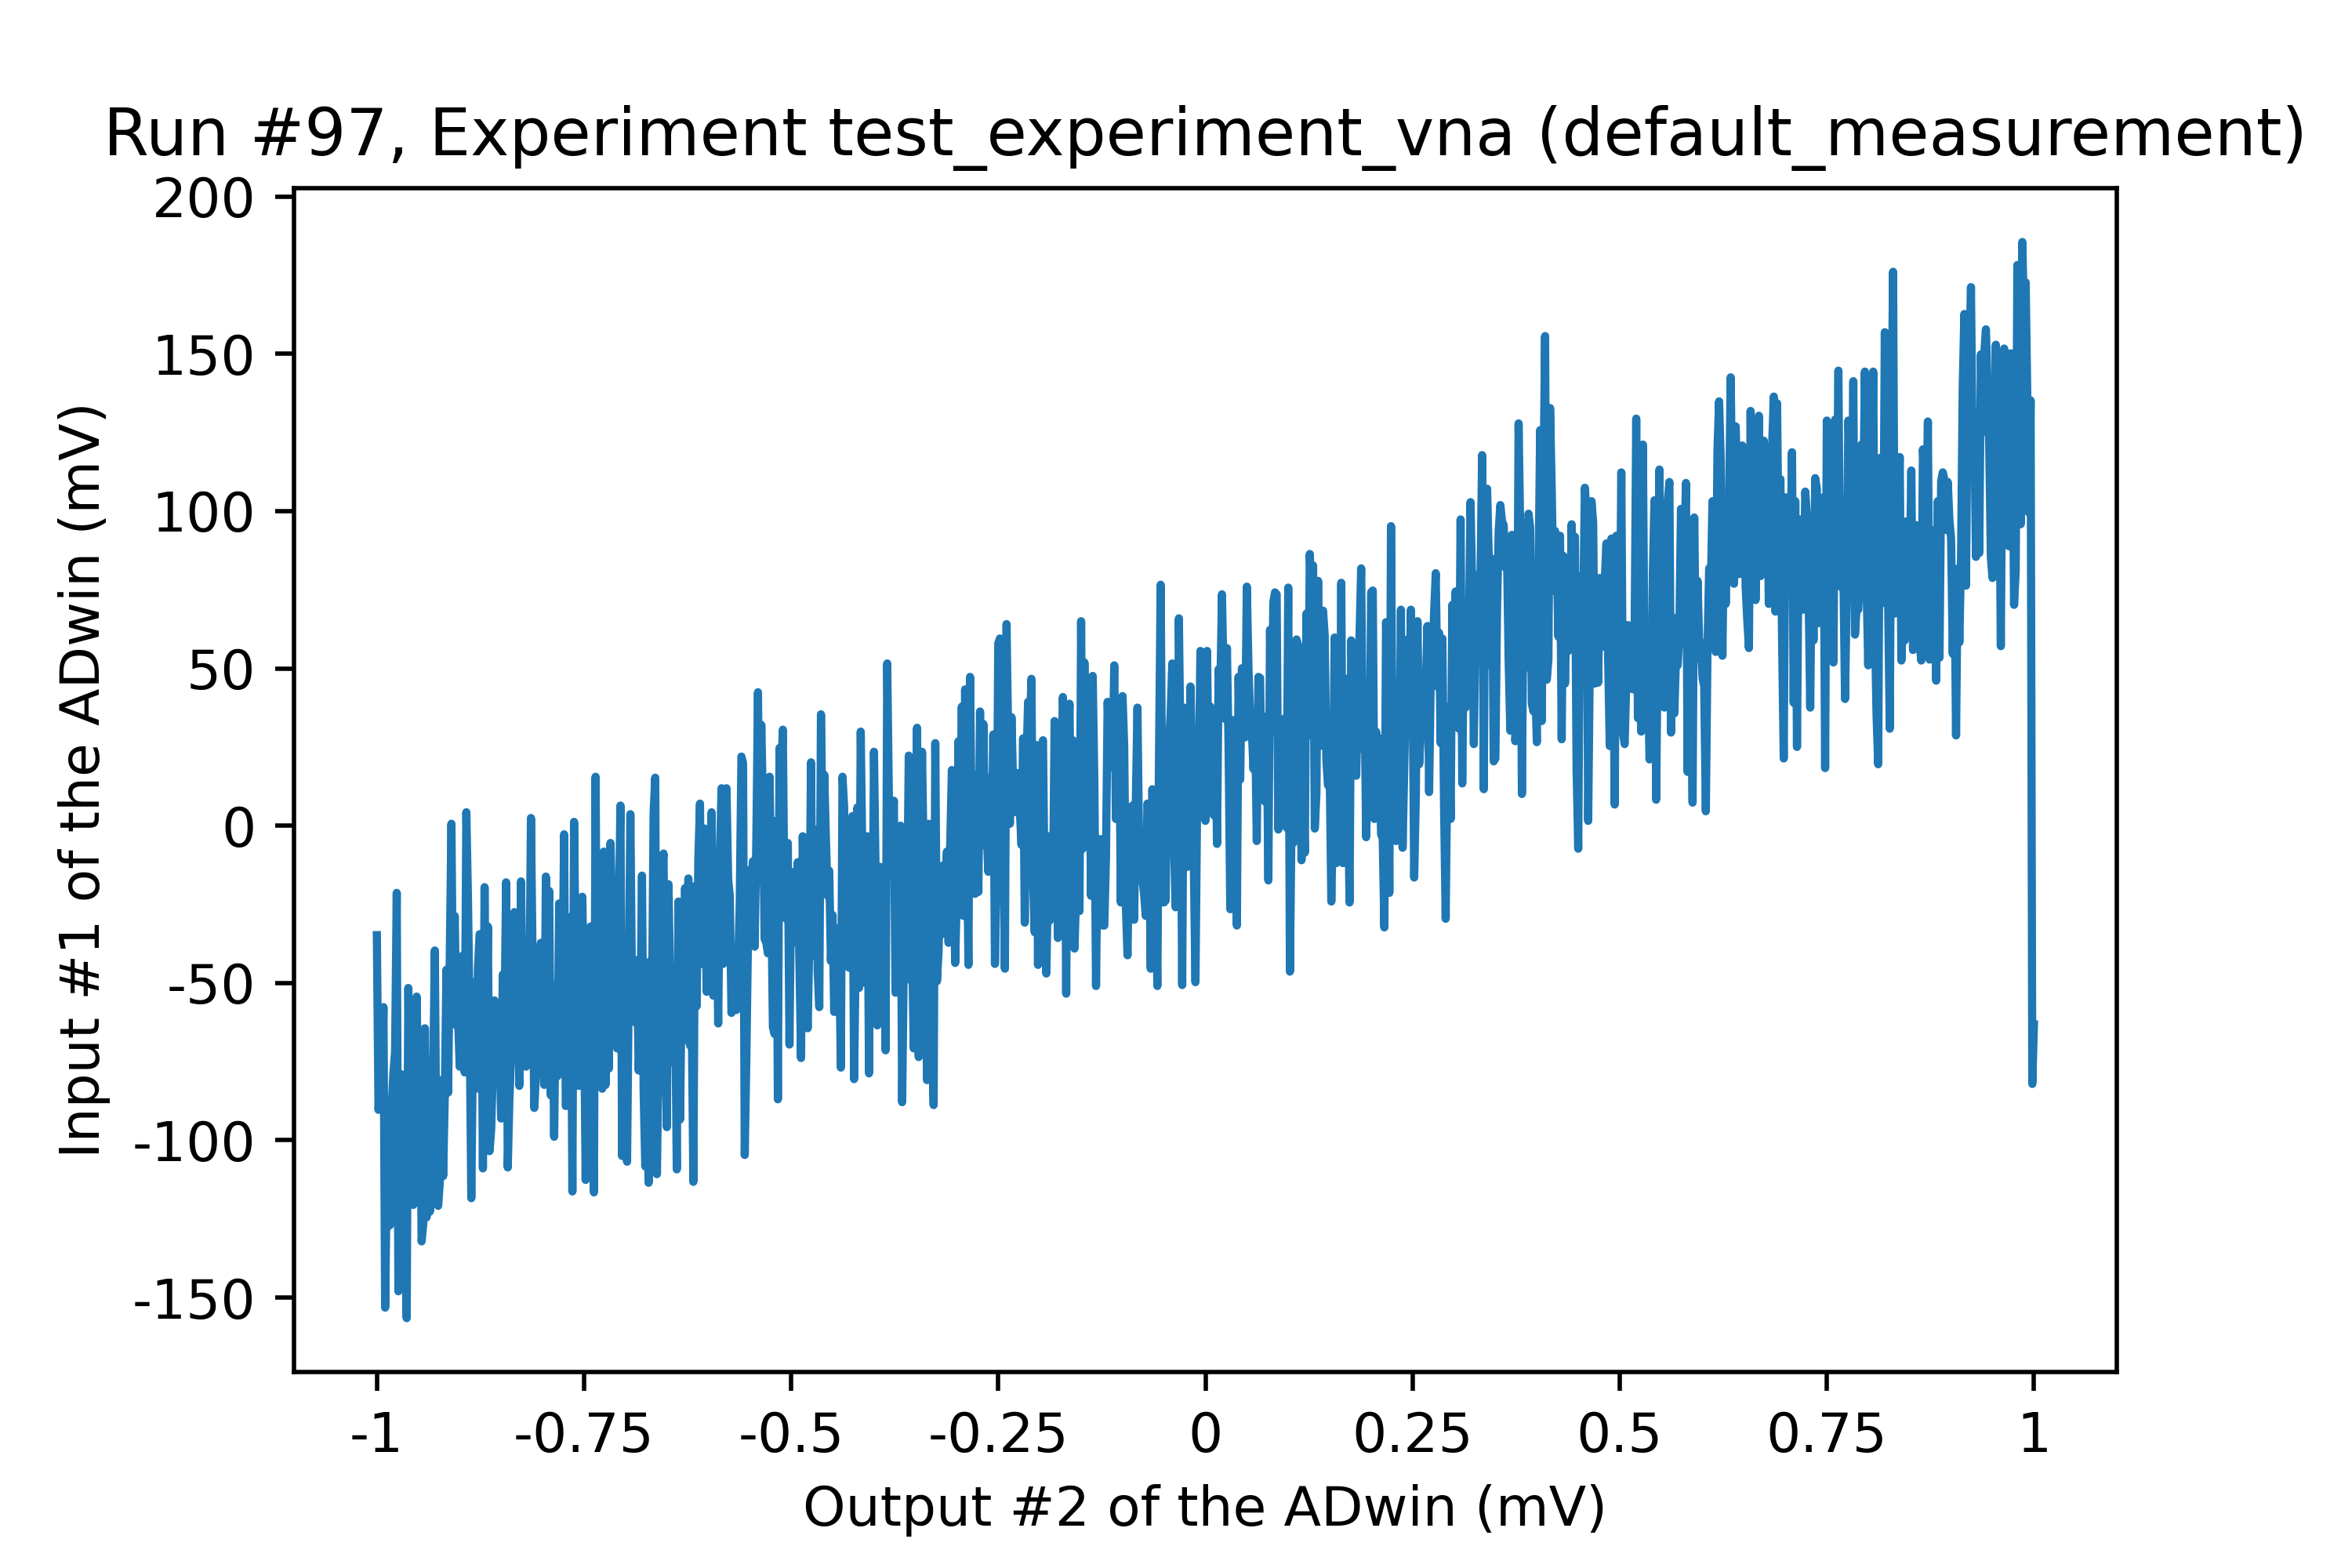 Run #97, Experiment test_experiment_vna (default_measurement)
200
150
100
50
0
-50
-100
-150
Input #1 of the ADwin (mV)
-1 -0.75 -0.5 -0.25 0 0.25 0.5 0.75 1
Output #2 of the ADwin (mV)